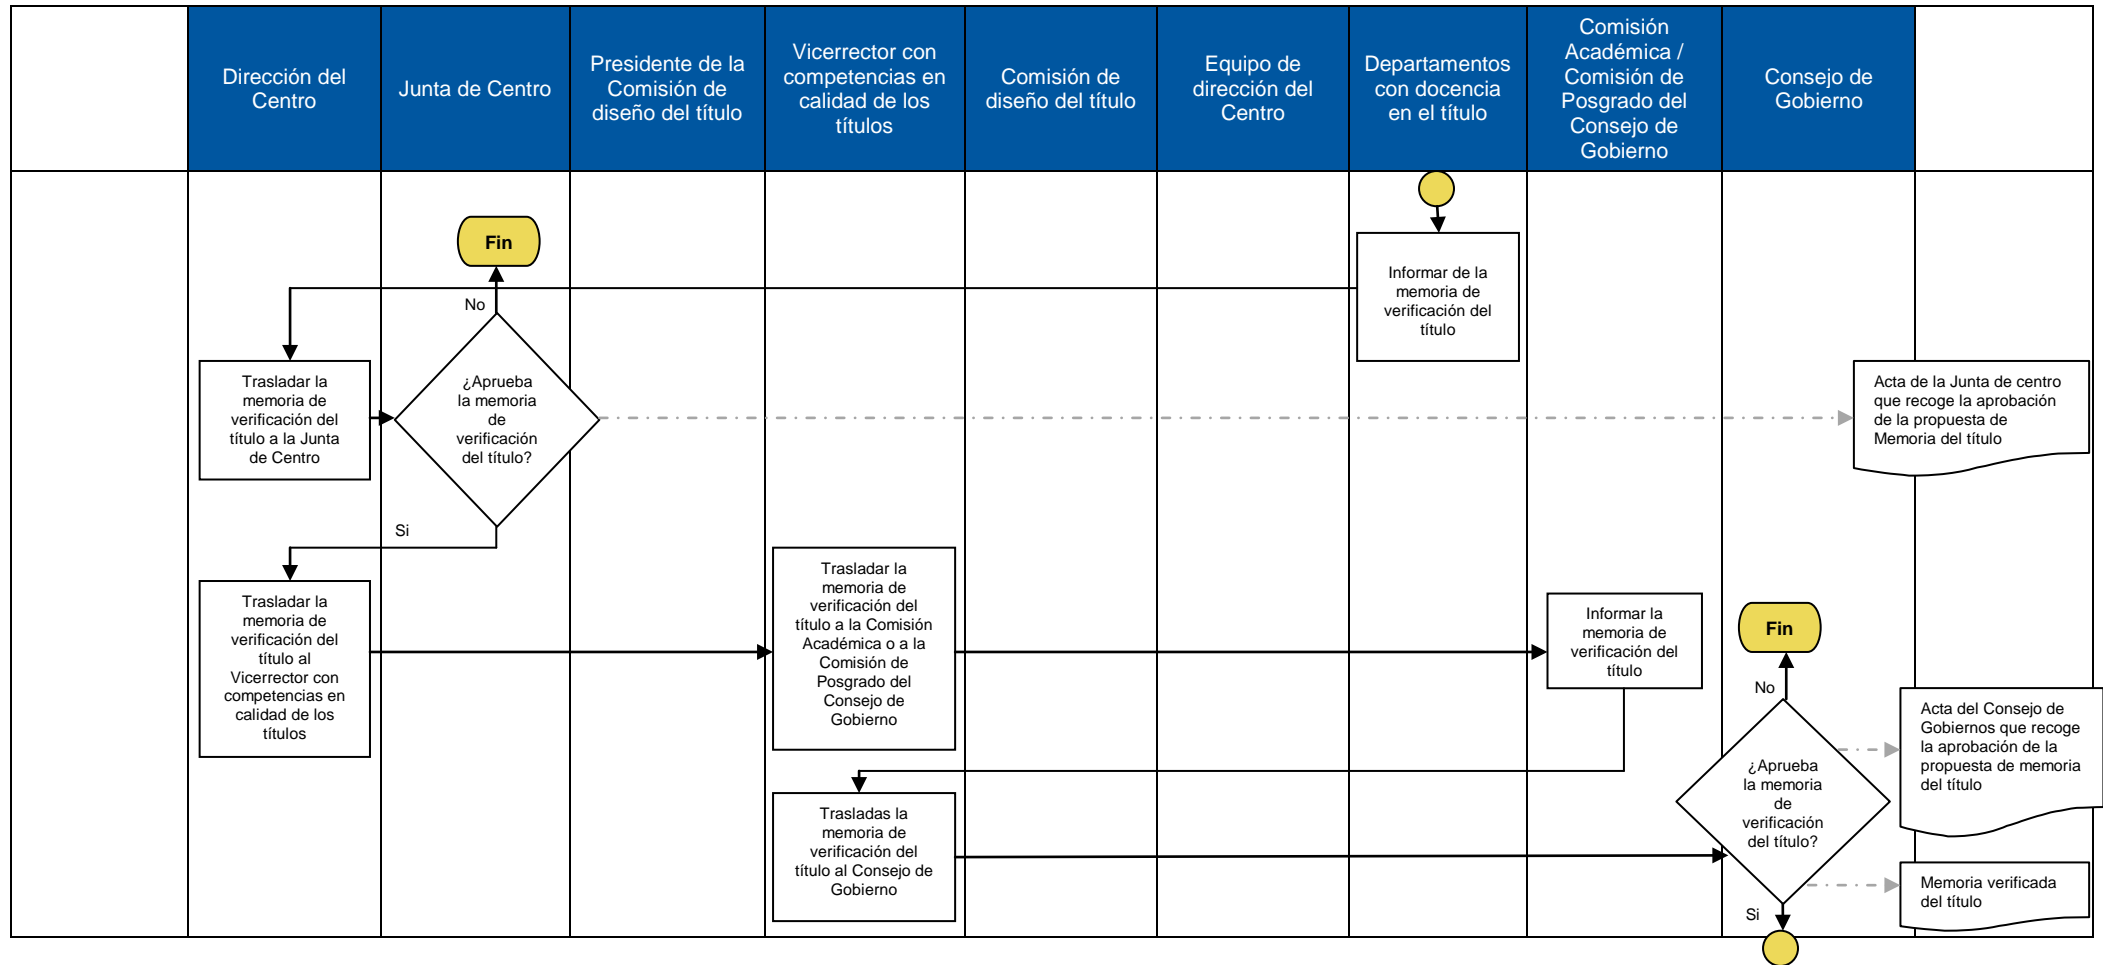 Dirección del
Centro
Junta de Centro
Presidente de la
Comisión de
diseño del título
Vicerrector con
competencias en
calidad de los
títulos
Comisión de
diseño del título
Equipo de
dirección del
Centro
Departamentos
con docencia
en el título
Comisión
Académica /
Comisión de
Posgrado del
Consejo de
Gobierno
Consejo de
Gobierno
Fin
No
Informar de la
memoria de
verificación del
título
Trasladar la
memoria de
verificación del
título a la Junta
de Centro
¿Aprueba
la memoria
de
verificación
del título?
Acta de la Junta de centro
que recoge la aprobación
de la propuesta de
Memoria del título
Si
Trasladar la
memoria de
verificación del
título al
Vicerrector con
competencias en
calidad de los
títulos
Trasladar la
memoria de
verificación del
título a la Comisión
Académica o a la
Comisión de
Posgrado del
Consejo de
Gobierno
Informar la
memoria de
verificación del
título
Fin
No
Acta del Consejo de
Gobiernos que recoge
la aprobación de la
propuesta de memoria
del título
¿Aprueba
la memoria
de
verificación
del título?
Trasladas la
memoria de
verificación del
título al Consejo de
Gobierno
Memoria verificada
del título
Si